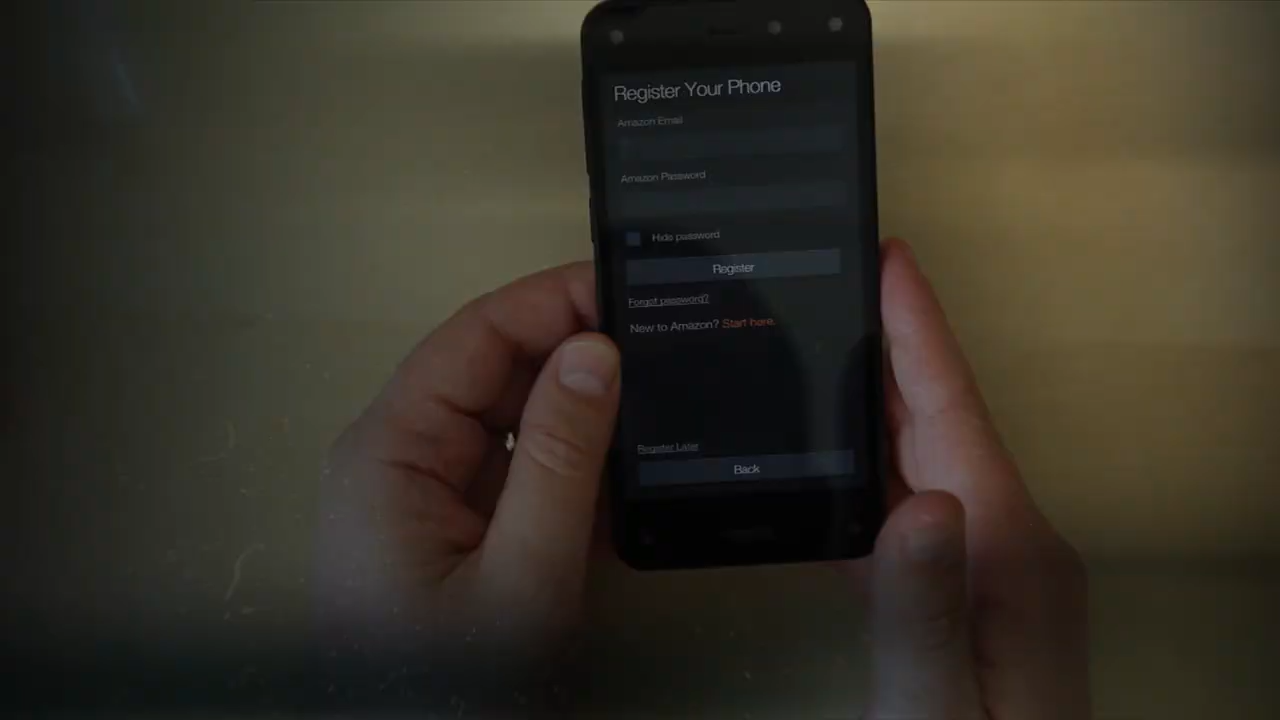 Register Your Phone
Amazon Email
Amazon Password
Hide password
Register
Forgot password?
New to Amazon? Start here.
Register Later
Back